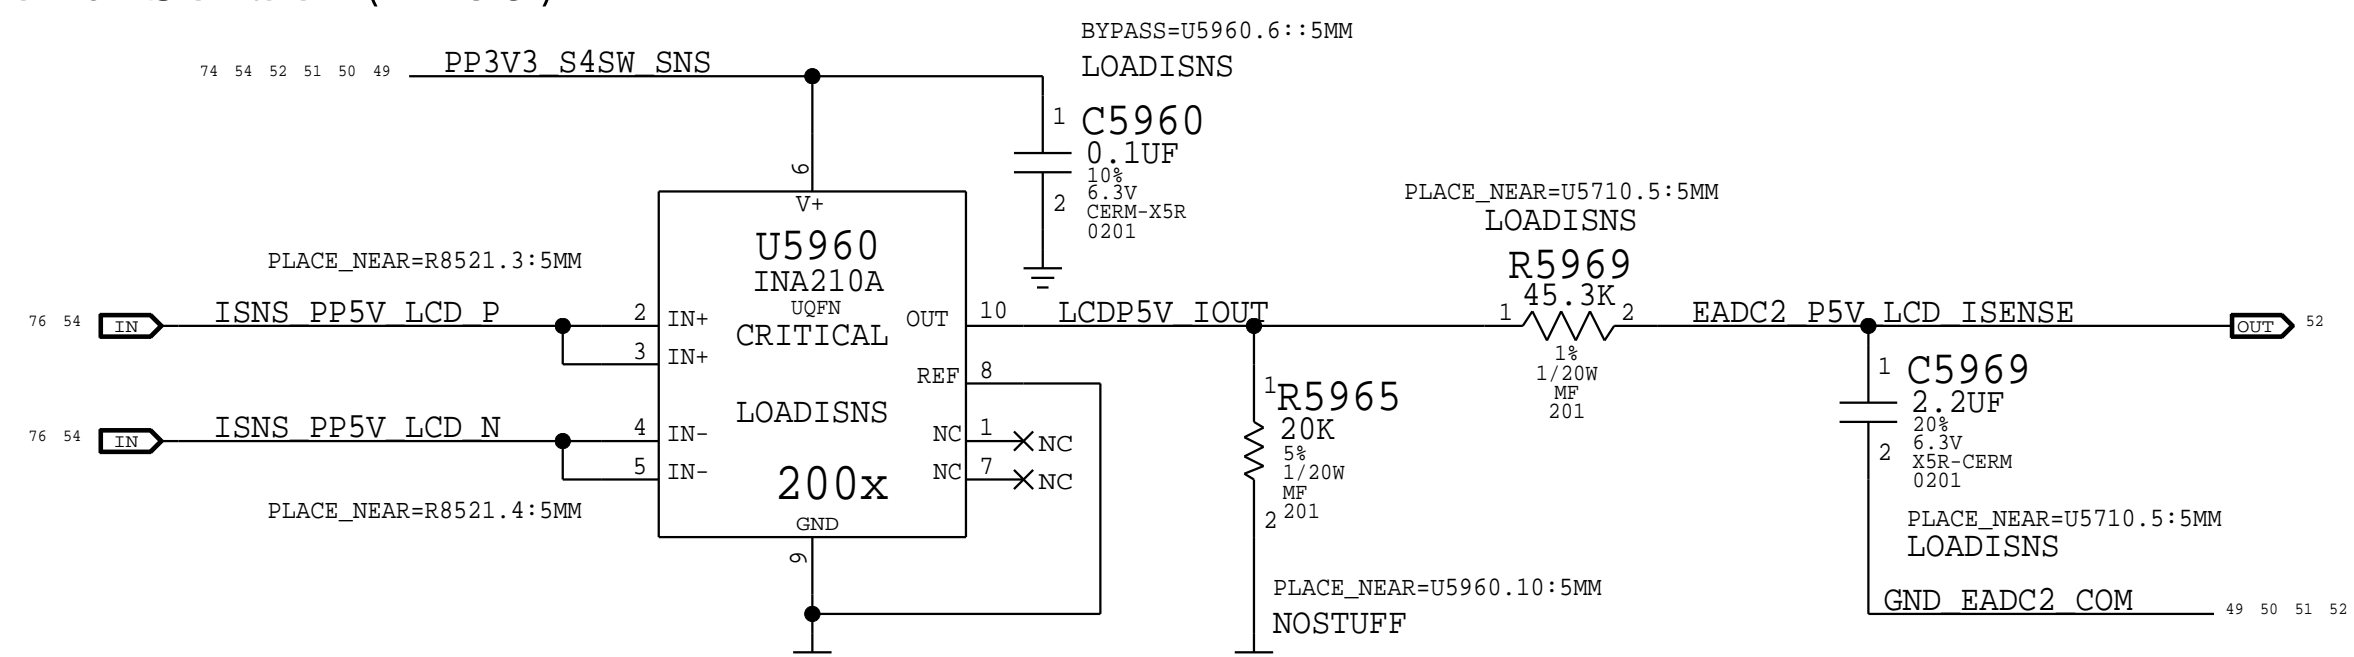 BYPASS=U5960.6::5MM
LOADISNS
74 54 52 51 50 49
PP3V3_S4SW_SNS
1
C5960
0.1UF
10%
6.3V
CERM-X5R
0201
2
6
V+
U5960
INA210A
UQFN
CRITICAL
LOADISNS
200x
GND
9
PLACE_NEAR=R8521.3:5MM
76 54
IN
ISNS_PP5V_LCD_P
2
IN+
3
IN+
76 54
IN
ISNS_PP5V_LCD_N
4
IN-
5
IN-
PLACE_NEAR=R8521.4:5MM
OUT
10
LCDP5V_IOUT
REF
8
NC
1
NC
NC
7
NC
PLACE_NEAR=U5710.5:5MM
LOADISNS
R5969
45.3K
1
2
1%
1/20W
MF
201
EADC2_P5V_LCD_ISENSE
OUT
52
1
R5965
20K
5%
1/20W
MF
201
2
PLACE_NEAR=U5960.10:5MM
NOSTUFF
1
C5969
2.2UF
20%
6.3V
X5R-CERM
0201
2
PLACE_NEAR=U5710.5:5MM
LOADISNS
GND_EADC2_COM
49 50 51 52